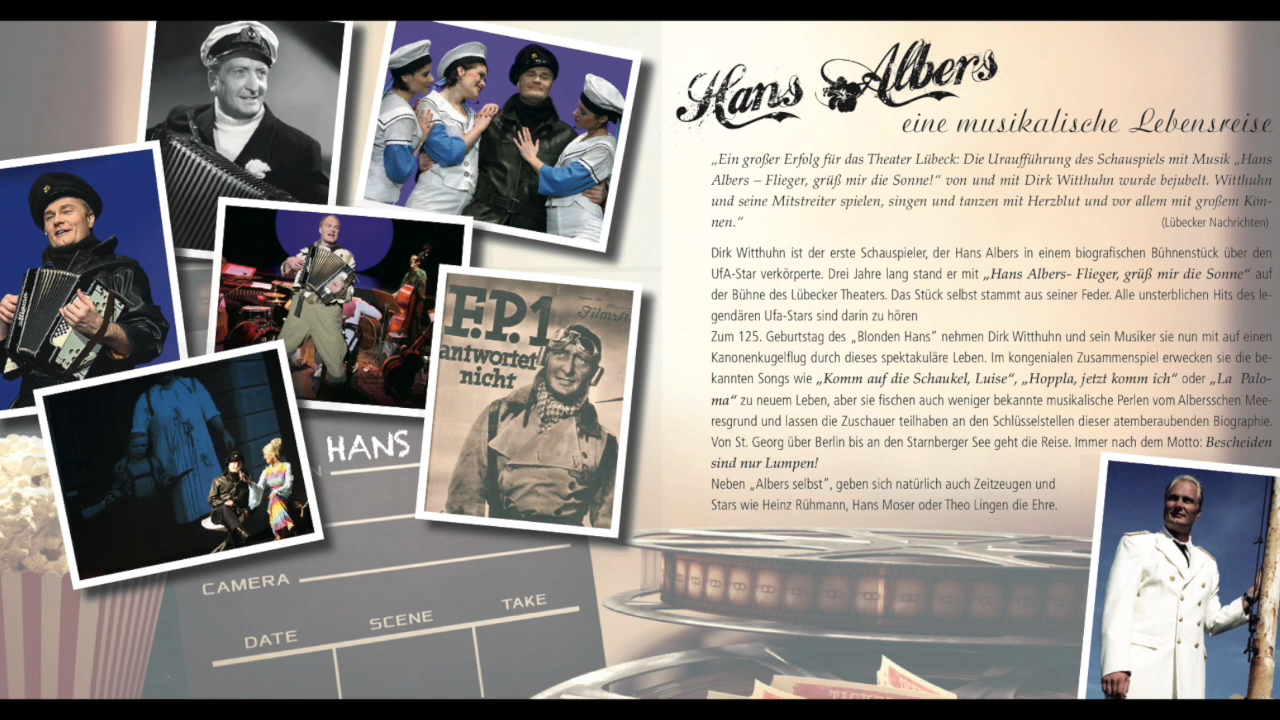 Hans Albers
eine musikalische Lebensreise
„Ein großer Erfolg für das Theater Lübeck: Die Uraufführung des Schauspiels mit Musik „Hans
Albers – Flieger, grüß mir die Sonne!“ von und mit Dirk Witthuhn wurde bejubelt. Witthuhn
und seine Mitstreiter spielen, singen und tanzen mit Herzblut und vor allem mit großem Kön-
nen.“ (Lübecker Nachrichten)
Dirk Witthuhn ist der erste Schauspieler, der Hans Albers in einem biografischen Bühnenstück über den
UfA-Star verkörperte. Drei Jahre lang stand er mit „Hans Albers- Flieger, grüß mir die Sonne“ auf
der Bühne des Lübecker Theaters. Das Stück selbst stammt aus seiner Feder. Alle unsterblichen Hits des le-
gendären Ufa-Stars sind darin zu hören
Zum 125. Geburtstag des „Blonden Hans“ nehmen Dirk Witthuhn und sein Musiker sie nun mit auf einen
Kanonenkugelflug durch dieses spektakuläre Leben. Im kongenialen Zusammenspiel erwecken sie die be-
kannten Songs wie „Komm auf die Schaukel, Luise“, „Hoppla, jetzt komm ich“ oder „La Palo-
ma“ zu neuem Leben, aber sie fischen auch weniger bekannte musikalische Perlen vom Albersschen Mee-
resgrund und lassen die Zuschauer teilhaben an den Schlüsselstellen dieser atemberaubenden Biographie.
Von St. Georg über Berlin bis an den Starnberger See geht die Reise. Immer nach dem Motto: Bescheiden
sind nur Lumpen!
Neben „Albers selbst“, geben sich natürlich auch Zeitzeugen und
Stars wie Heinz Rühmann, Hans Moser oder Theo Lingen die Ehre.
F.P.1
antwortet
nicht
HANS
CAMERA
DATE SCENE TAKE